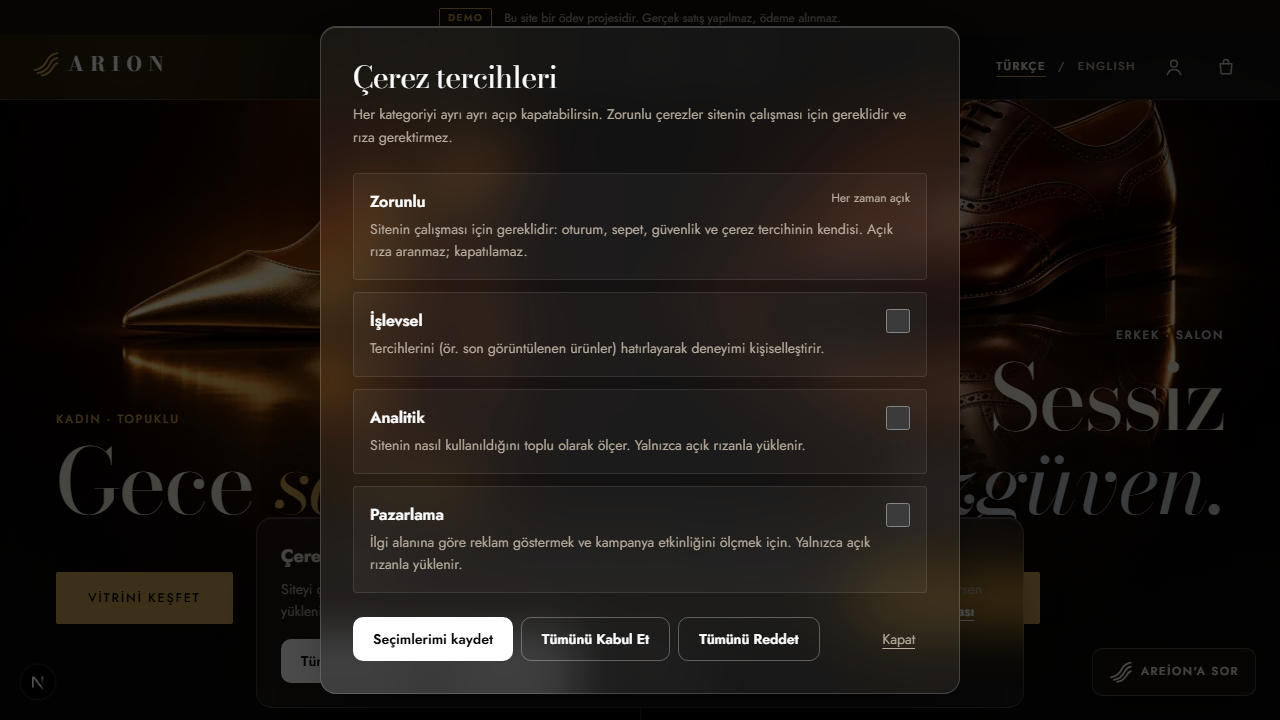 DEMO Bu site bir ödev projesidir. Gerçek satış yapılmaz, ödeme alınmaz.
ARION
TÜRKÇE / ENGLISH
Çerez tercihleri
Her kategoriyi ayrı ayrı açıp kapatabilirsin. Zorunlu çerezler sitenin çalışması için gereklidir ve
rıza gerektirmez.
Zorunlu
Her zaman açık
Sitenin çalışması için gereklidir: oturum, sepet, güvenlik ve çerez tercihinin kendisi. Açık
rıza aranmaz; kapatılamaz.
İşlevsel
Tercihlerini (ör. son görüntülenen ürünler) hatırlayarak deneyimi kişiselleştirir.
Analitik
Sitenin nasıl kullanıldığını toplu olarak ölçer. Yalnızca açık rızanla yüklenir.
Pazarlama
İlgi alanına göre reklam göstermek ve kampanya etkinliğini ölçmek için. Yalnızca açık
rızanla yüklenir.
Seçimlerimi kaydet
Tümünü Kabul Et
Tümünü Reddet
Kapat
KADIN · TOPUKLU
Gece
VİTRİNİ KEŞFET
ERKEK · SALON
Sessiz
güven.
N
AREİON'A SOR